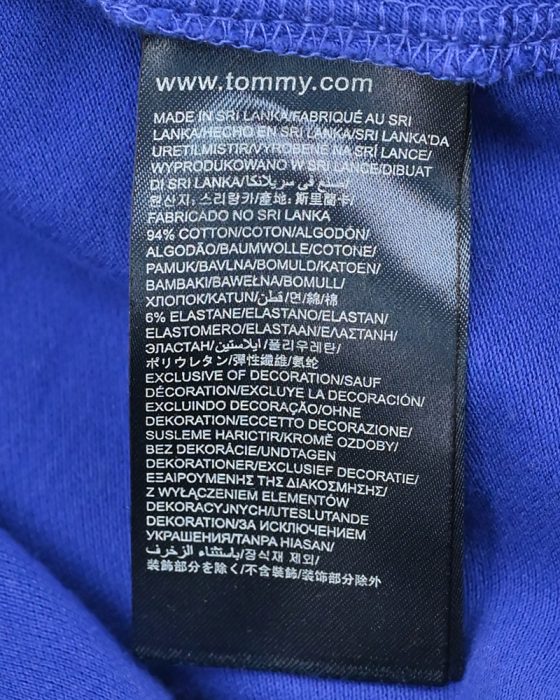 www.tommy.com
MADE IN SRI LANKA/FABRIQUÉ AU SRI
LANKA/HECHO EN SRI LANKA/SRI LANKA'DA
URETILMISTIR/VYROBENE NA SRÍ LANCE/
WYPRODUKOWANO W SRI LANCE/DIBUAT
DI SRI LANKA/صنع في سريلانكا/
원산지: 스리랑카/產地: 斯里蘭卡/
FABRICADO NO SRI LANKA
94% COTTON/COTON/ALGODÓN/
ALGODÃO/BAUMWOLLE/COTONE/
PAMUK/BAVLNA/BOMULD/KATOEN/
BAMBAKI/BAWEŁNA/BOMULL/
ХЛОПОК/KATUN/قطن/면/綿/棉
6% ELASTANE/ELASTANO/ELASTAN/
ELASTOMERO/ELASTAAN/ΕΛΑΣΤΑΝΗ/
ЭЛАСТАН/ايلاستين/폴리우레탄/
ポリウレタン/彈性纖維/氨纶
EXCLUSIVE OF DECORATION/SAUF
DÉCORATION/EXCLUYE LA DECORACIÓN/
EXCLUINDO DECORAÇÃO/OHNE
DEKORATION/ECCETTO DECORAZIONE/
SUSLEME HARICTIR/KROMĚ OZDOBY/
BEZ DEKORÁCIE/UNDTAGEN
DEKORATIONER/EXCLUSIEF DECORATIE/
ΕΞΑΙΡΟΥΜΕΝΗΣ ΤΗΣ ΔΙΑΚΟΣΜΗΣΗΣ/
Z WYŁĄCZENIEM ELEMENTÓW
DEKORACYJNYCH/UTESLUTANDE
DEKORATION/ЗА ИСКЛЮЧЕНИЕМ
УКРАШЕНИЯ/TANPA HIASAN/
باستثناء الزخرف/장식재 제외/
装飾部分を除く/不含裝飾/装饰部分除外